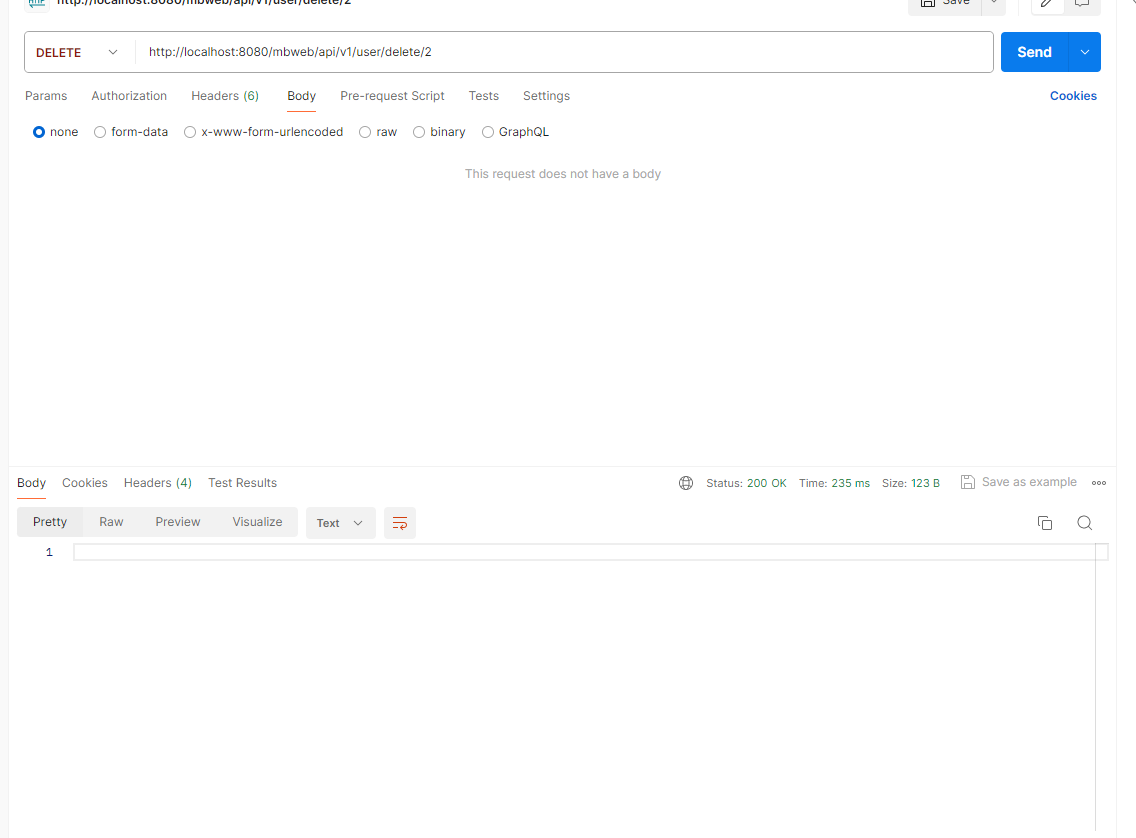 HTTP http://localhost:8080/mbweb/api/v1/user/delete/2 Save
DELETE http://localhost:8080/mbweb/api/v1/user/delete/2 Send
Params Authorization Headers (6) Body Pre-request Script Tests Settings Cookies
none form-data x-www-form-urlencoded raw binary GraphQL
This request does not have a body
Body Cookies Headers (4) Test Results Status: 200 OK Time: 235 ms Size: 123 B Save as example
Pretty Raw Preview Visualize Text
1